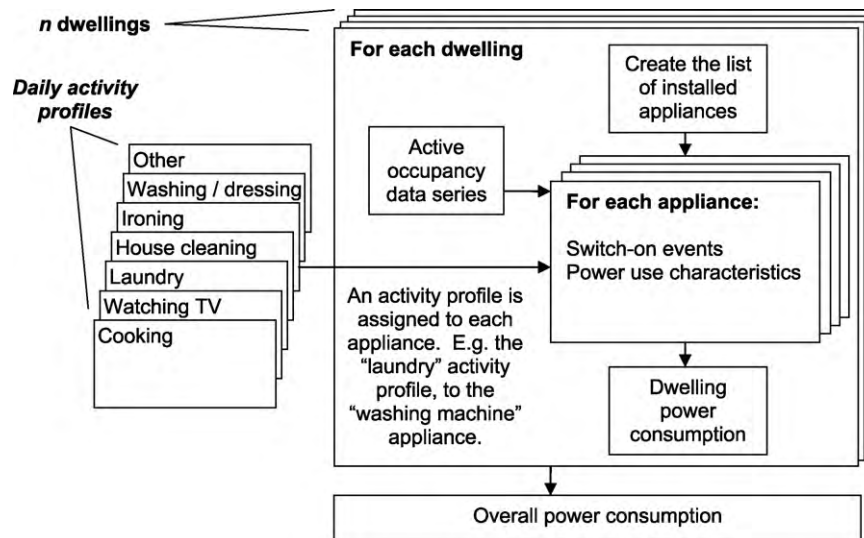 n dwellings
Daily activity
profiles
Other
Washing / dressing
Ironing
House cleaning
Laundry
Watching TV
Cooking
For each dwelling
Create the list
of installed
appliances
Active
occupancy
data series
For each appliance:
Switch-on events
Power use characteristics
An activity profile is
assigned to each
appliance. E.g. the
“laundry” activity
profile, to the
“washing machine”
appliance.
Dwelling
power
consumption
Overall power consumption